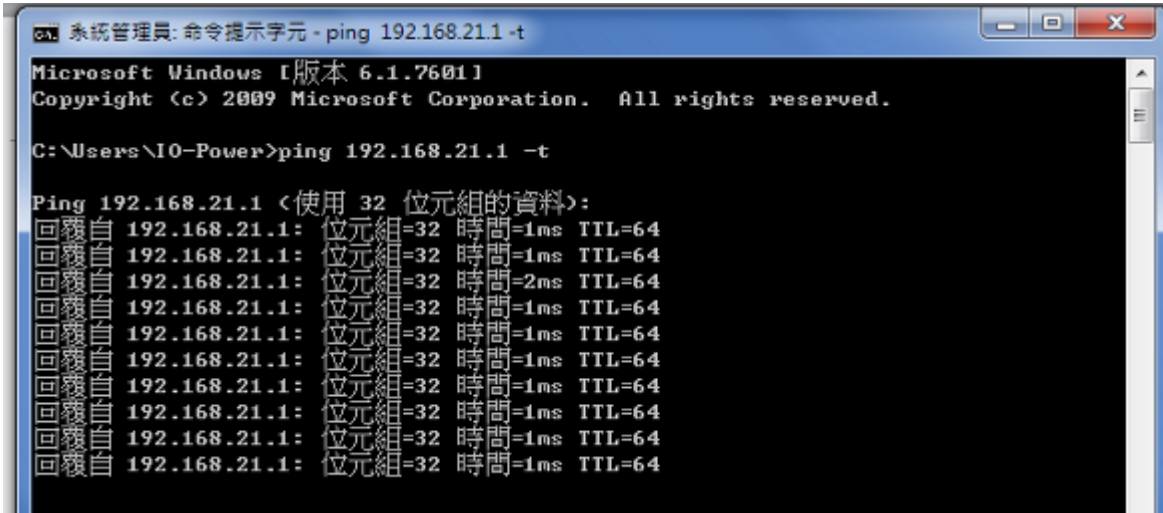 系統管理員: 命令提示字元 - ping 192.168.21.1 -t
Microsoft Windows [版本 6.1.7601]
Copyright (c) 2009 Microsoft Corporation. All rights reserved.
C:\Users\IO-Power>ping 192.168.21.1 -t
Ping 192.168.21.1 (使用 32 位元組的資料):
回覆自 192.168.21.1: 位元組=32 時間=1ms TTL=64
回覆自 192.168.21.1: 位元組=32 時間=1ms TTL=64
回覆自 192.168.21.1: 位元組=32 時間=2ms TTL=64
回覆自 192.168.21.1: 位元組=32 時間=1ms TTL=64
回覆自 192.168.21.1: 位元組=32 時間=1ms TTL=64
回覆自 192.168.21.1: 位元組=32 時間=1ms TTL=64
回覆自 192.168.21.1: 位元組=32 時間=1ms TTL=64
回覆自 192.168.21.1: 位元組=32 時間=1ms TTL=64
回覆自 192.168.21.1: 位元組=32 時間=1ms TTL=64
回覆自 192.168.21.1: 位元組=32 時間=1ms TTL=64